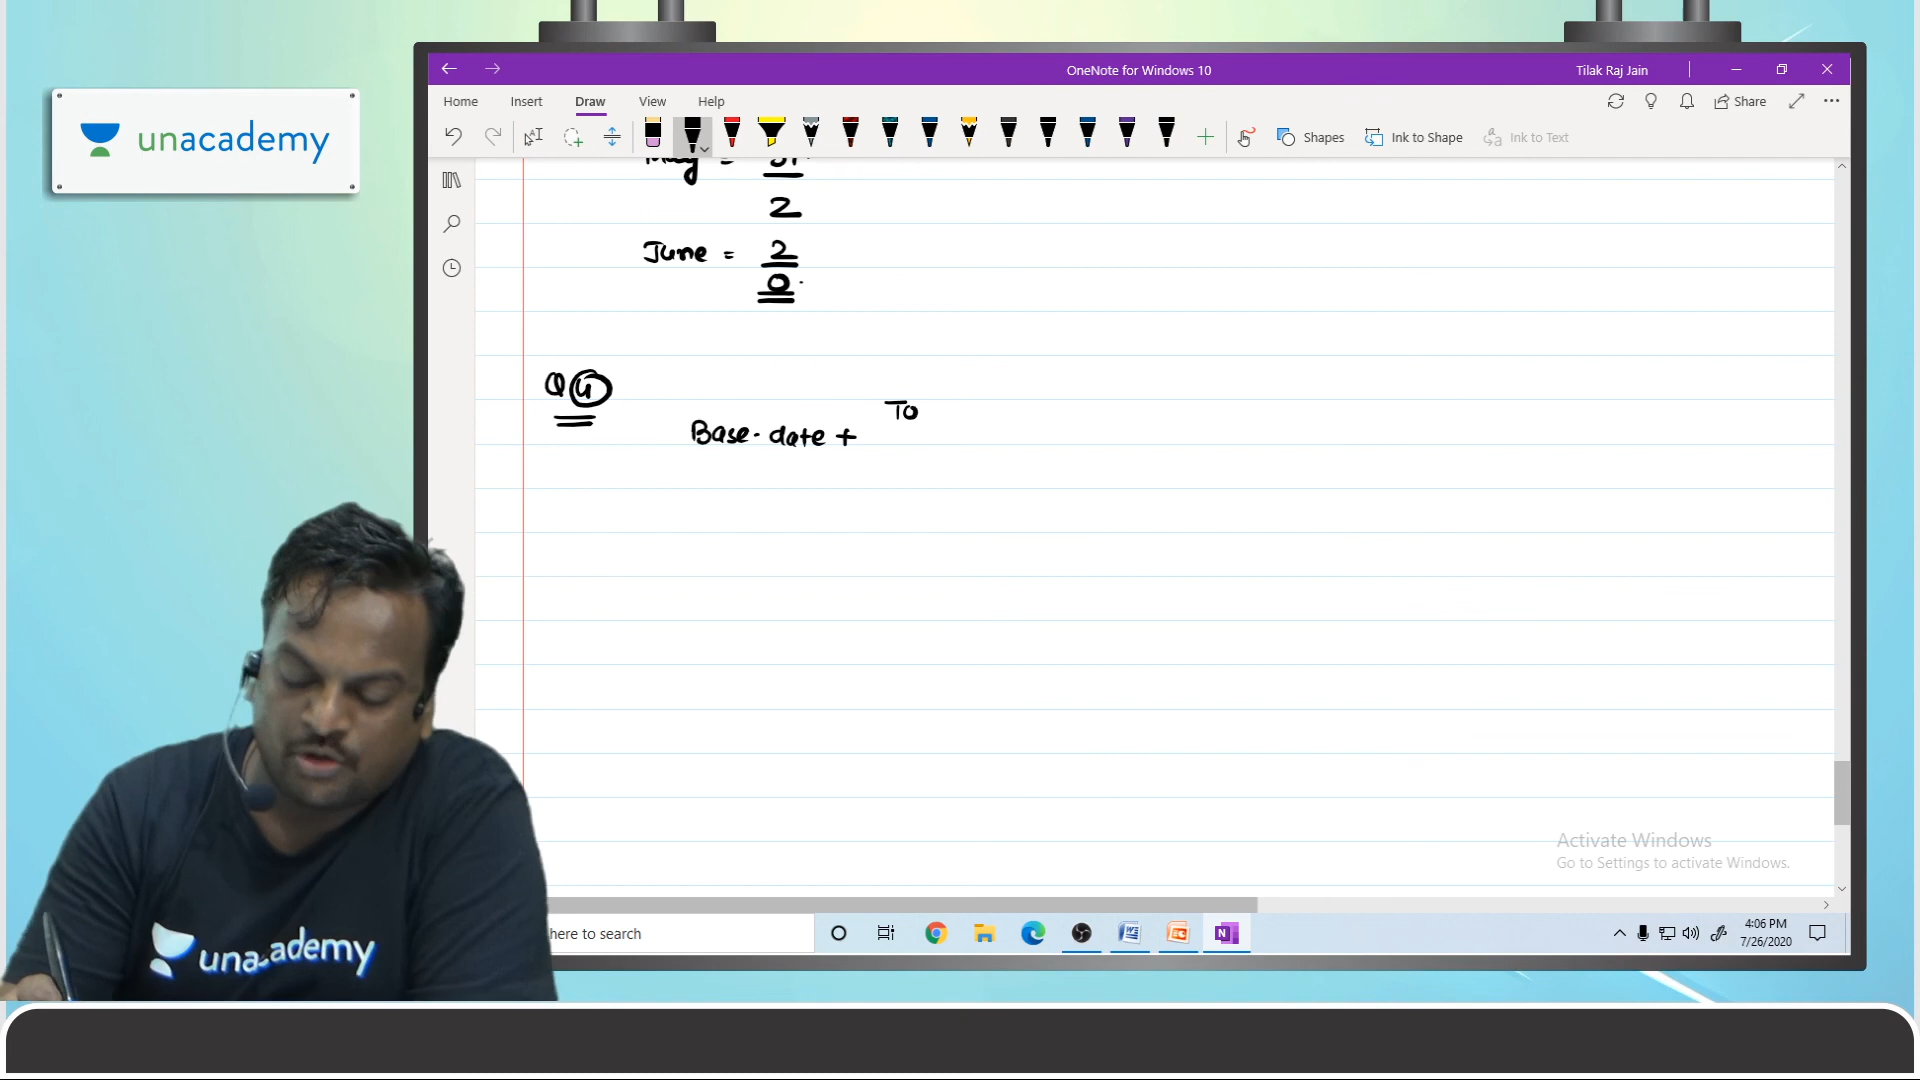 unacademy
OneNote for Windows 10
Tilak Raj Jain
Home Insert Draw View Help
Share
Shapes
Ink to Shape
Ink to Text
2
June = 2
0
Q4
To
Base date +
unacademy
Activate Windows
Go to Settings to activate Windows.
here to search
4:06 PM
7/26/2020